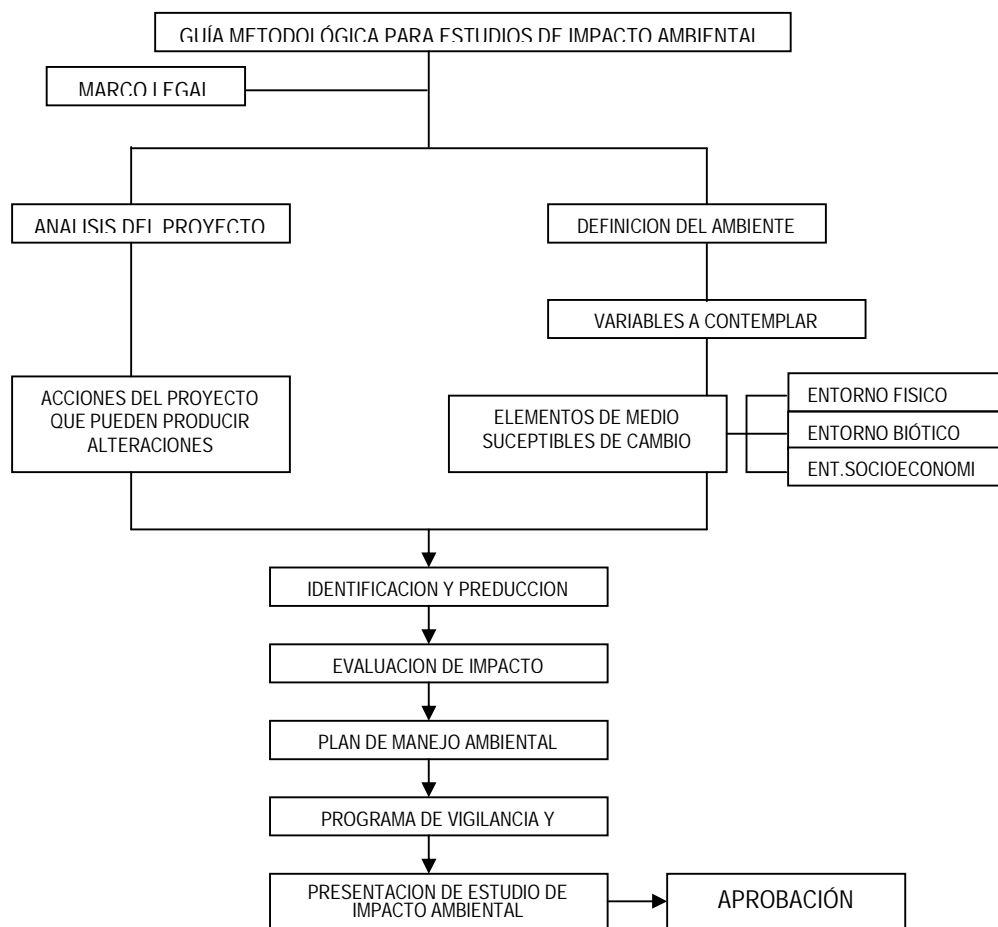 GUÍA METODOLÓGICA PARA ESTUDIOS DE IMPACTO AMBIENTAL
MARCO LEGAL
ANALISIS DEL PROYECTO
DEFINICION DEL AMBIENTE
VARIABLES A CONTEMPLAR
ACCIONES DEL PROYECTO
QUE PUEDEN PRODUCIR
ALTERACIONES
ELEMENTOS DE MEDIO
SUCEPTIBLES DE CAMBIO
ENTORNO FISICO
ENTORNO BIÓTICO
ENT.SOCIOECONOMI
IDENTIFICACION Y PREDUCCION
EVALUACION DE IMPACTO
PLAN DE MANEJO AMBIENTAL
PROGRAMA DE VIGILANCIA Y
PRESENTACION DE ESTUDIO DE
IMPACTO AMBIENTAL
APROBACIÓN